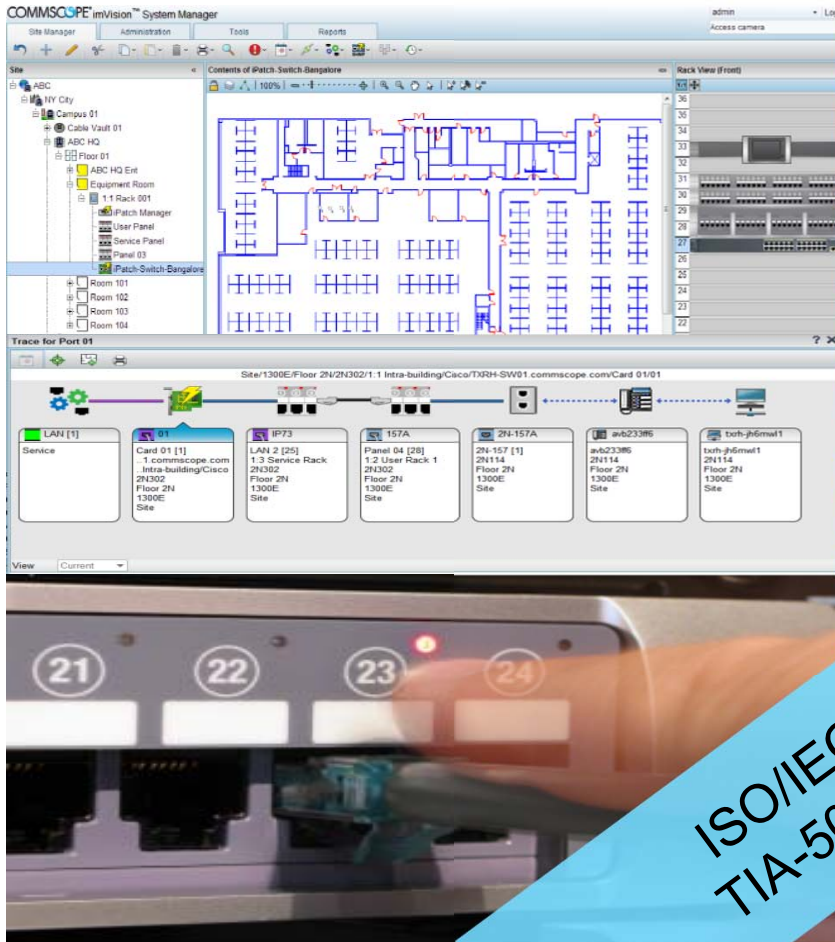 COMMSCOPE® imVision™ System Manager
admin
Site Manager Administration Tools Reports
Access camera
Site « Contents of iPatch-Switch-Bangalore Rack View (Front)
ABC
NY City
Campus 01
Cable Vault 01
ABC HQ
Floor 01
ABC HQ Ent
Equipment Room
1:1 Rack 001
iPatch Manager
User Panel
Service Panel
Panel 03
iPatch-Switch-Bangalore
Room 101
Room 102
Room 103
Room 104
100%
1:1
36
35
34
33
32
31
30
29
28
27
26
25
24
23
22
Trace for Port 01 ? X
Site/1300E/Floor 2N/2N302/1:1 Intra-building/Cisco/TXRH-SW01.commscope.com/Card 01/01
LAN [1]
Service
01
Card 01 [1]
..1.commscope.com
..Intra-building/Cisco
2N302
Floor 2N
1300E
Site
IP73
LAN 2 [25]
1:3 Service Rack
2N302
Floor 2N
1300E
Site
157A
Panel 04 [28]
1:2 User Rack 1
2N302
Floor 2N
1300E
Site
2N-157A
2N-157 [1]
2N114
Floor 2N
1300E
Site
avb233ff6
avb233ff6
2N114
Floor 2N
1300E
Site
txrh-jh6mwl1
txrh-jh6mwl1
2N114
Floor 2N
1300E
Site
View Current
21 22 23 24
ISO/IEC
TIA-50